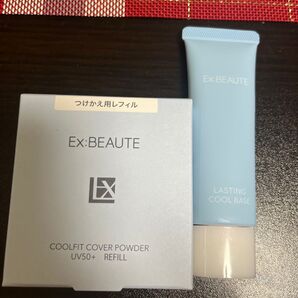 つけかえ用レフィル
Ex:BEAUTE
EX
COOLFIT COVER POWDER
UV50+ REFILL
Ex:BEAUTE
LASTING
COOL BASE